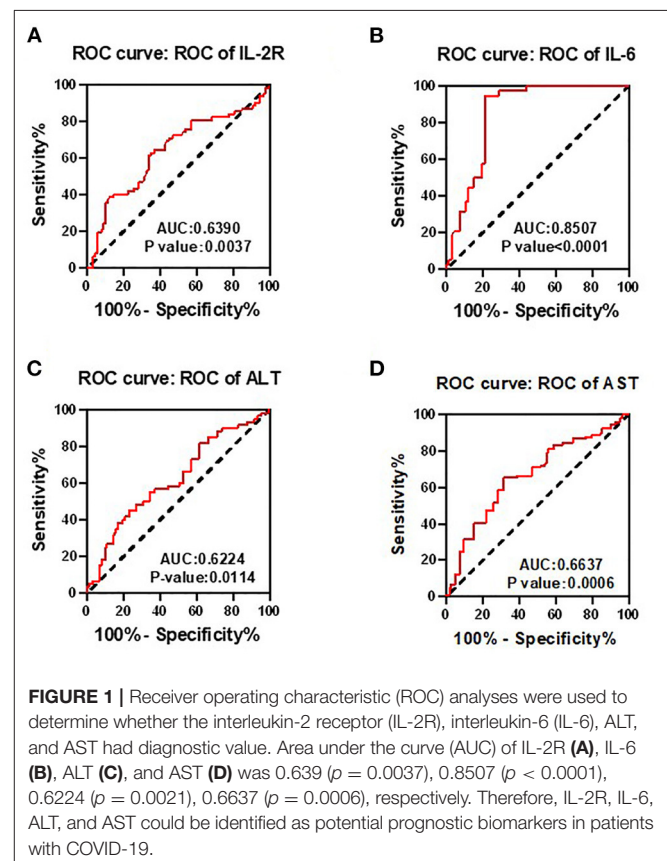 A
ROC curve: ROC of IL-2R
100
80
60
40
20
0
Sensitivity%
AUC:0.6390
P value:0.0037
0 20 40 60 80 100
100%- Specificity%
B
ROC curve: ROC of IL-6
100
80
60
40
20
0
Sensitivity%
AUC:0.8507
P value<0.0001
0 20 40 60 80 100
100%- Specificity%
C
ROC curve: ROC of ALT
100
80
60
40
20
0
Sensitivity%
AUC:0.6224
P-value:0.0114
0 20 40 60 80 100
100%- Specificity%
D
ROC curve: ROC of AST
100
80
60
40
20
0
Sensitivity%
AUC:0.6637
P value:0.0006
0 20 40 60 80 100
100%- Specificity%
FIGURE 1 | Receiver operating characteristic (ROC) analyses were used to
determine whether the interleukin-2 receptor (IL-2R), interleukin-6 (IL-6), ALT,
and AST had diagnostic value. Area under the curve (AUC) of IL-2R (A), IL-6
(B), ALT (C), and AST (D) was 0.639 (p = 0.0037), 0.8507 (p < 0.0001),
0.6224 (p = 0.0021), 0.6637 (p = 0.0006), respectively. Therefore, IL-2R, IL-6,
ALT, and AST could be identified as potential prognostic biomarkers in patients
with COVID-19.